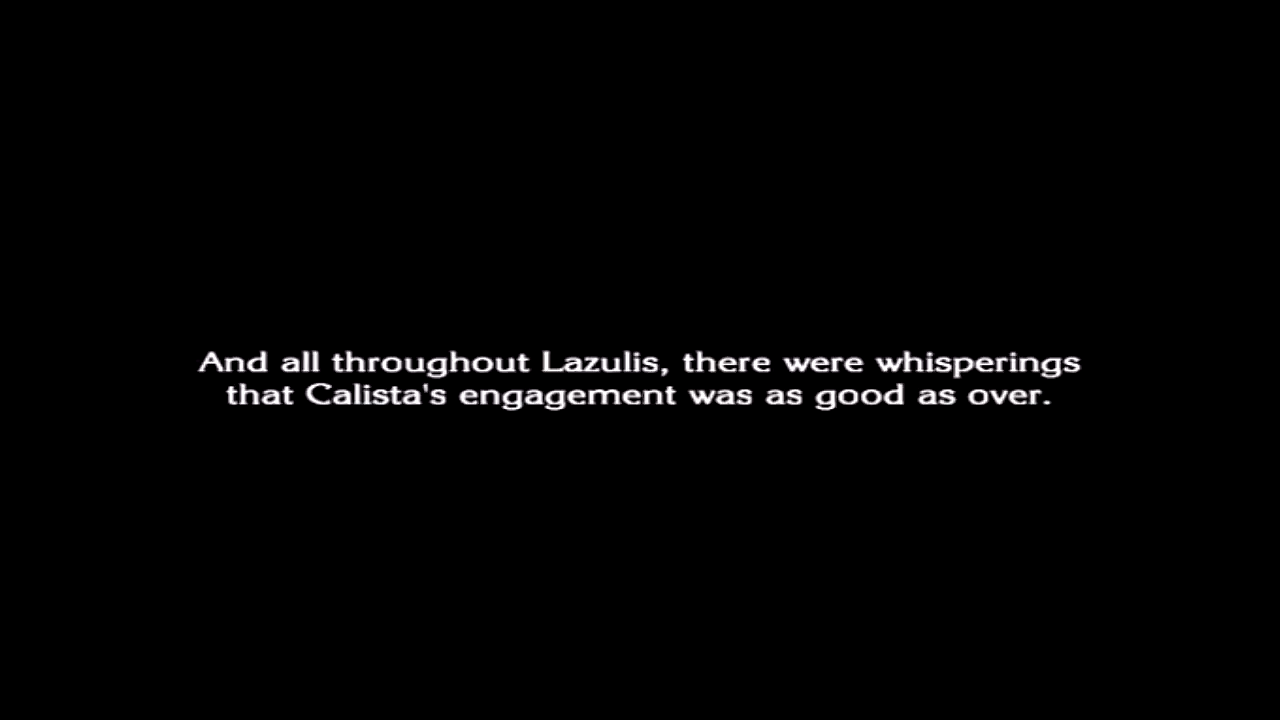 And all throughout Lazulis, there were whisperings
that Calista's engagement was as good as over.